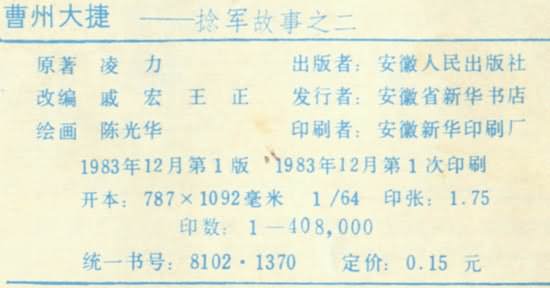 曹州大捷 ——捻军故事之二
原著 凌力 出版者：安徽人民出版社
改编 戚宏 王正 发行者：安徽省新华书店
绘画 陈光华 印刷者：安徽新华印刷厂
1983年12月第1版 1983年12月第1次印刷
开本：787×1092毫米 1/64 印张：1.75
印数：1—408,000
统一书号：8102·1370 定价：0.15 元